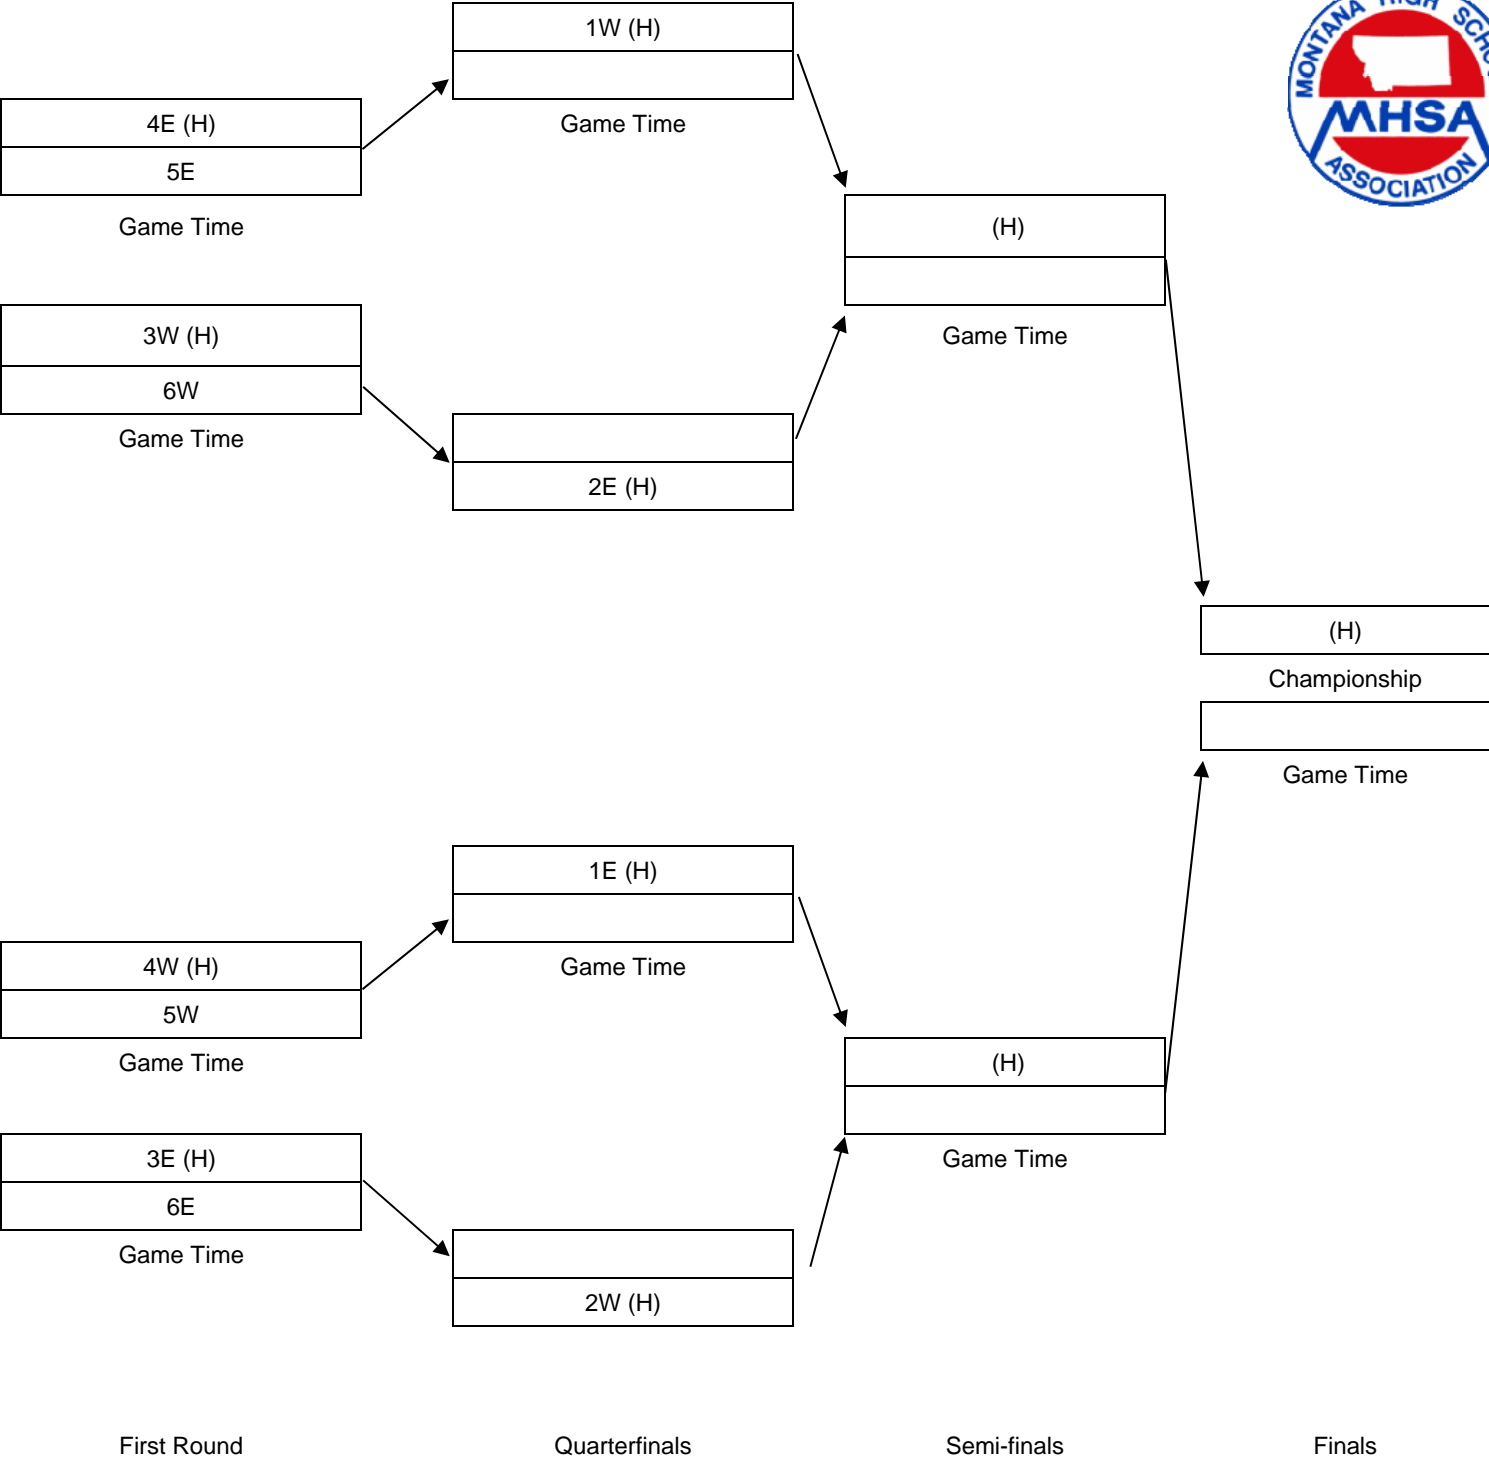 1W (H)
Game Time
4E (H)
5E
Game Time
3W (H)
6W
Game Time
2E (H)
(H)
Game Time
MONTANA HIGH
MHSA
ASSOCIATION
(H)
Championship
Game Time
1E (H)
Game Time
4W (H)
5W
Game Time
3E (H)
6E
Game Time
2W (H)
(H)
Game Time
First Round
Quarterfinals
Semi-finals
Finals